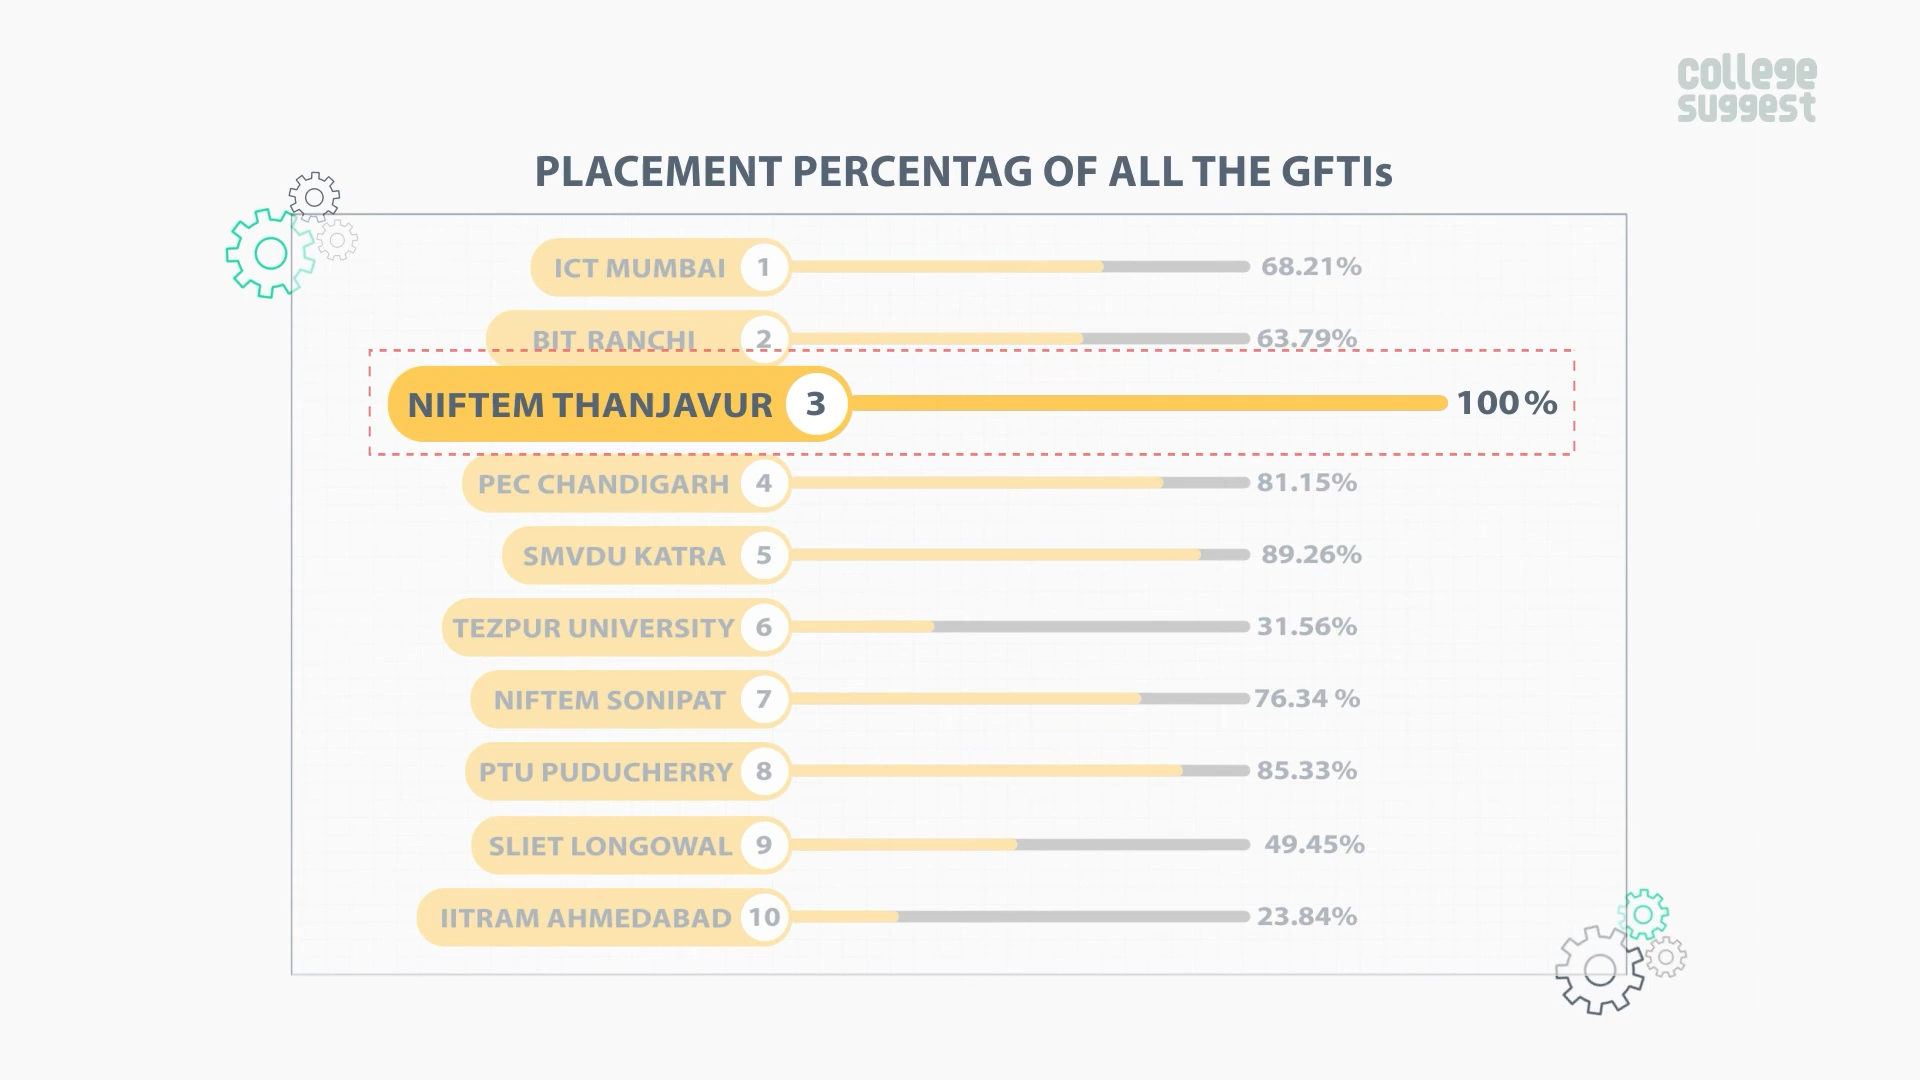 college
suggest
PLACEMENT PERCENTAG OF ALL THE GFTIs
ICT MUMBAI 1 68.21%
BIT RANCHI 2 63.79%
NIFTEM THANJAVUR 3 100 %
PEC CHANDIGARH 4 81.15%
SMVDU KATRA 5 89.26%
TEZPUR UNIVERSITY 6 31.56%
NIFTEM SONIPAT 7 76.34 %
PTU PUDUCHERRY 8 85.33%
SLIET LONGOWAL 9 49.45%
IITRAM AHMEDABAD 10 23.84%